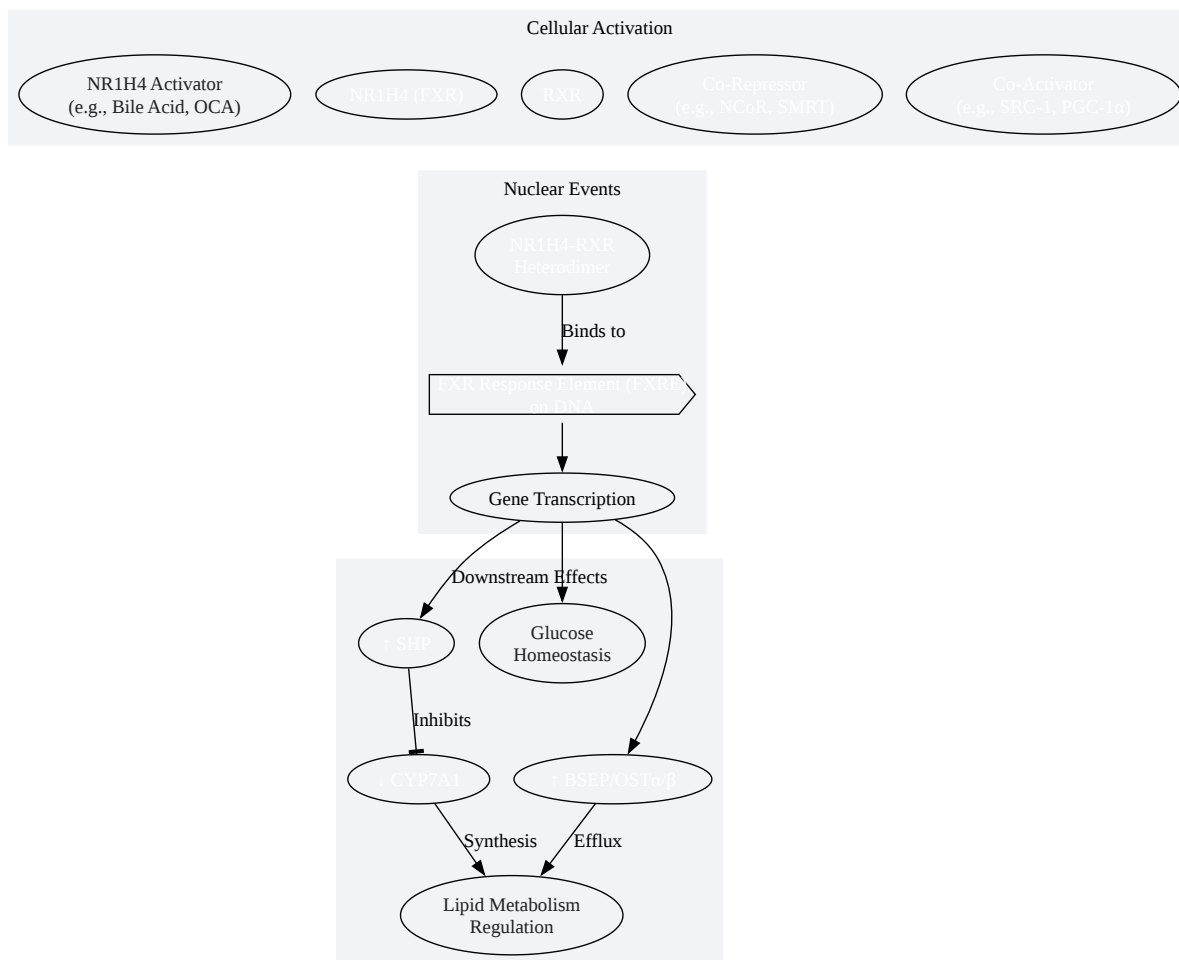 Cellular Activation
NR1H4 Activator
(e.g., Bile Acid, OCA)
NR1H4 (FXR)
RXR
Co-Repressor
(e.g., NCoR, SMRT)
Co-Activator
(e.g., SRC-1, PGC-1α)
Nuclear Events
NR1H4-RXR
Heterodimer
Binds to
FXR Response Element (FXRE)
on DNA
Gene Transcription
Downstream Effects
↑ SHP
Glucose
Homeostasis
Inhibits
↓ CYP7A1
↑ BSEP/OSTα/β
Synthesis
Efflux
Lipid Metabolism
Regulation